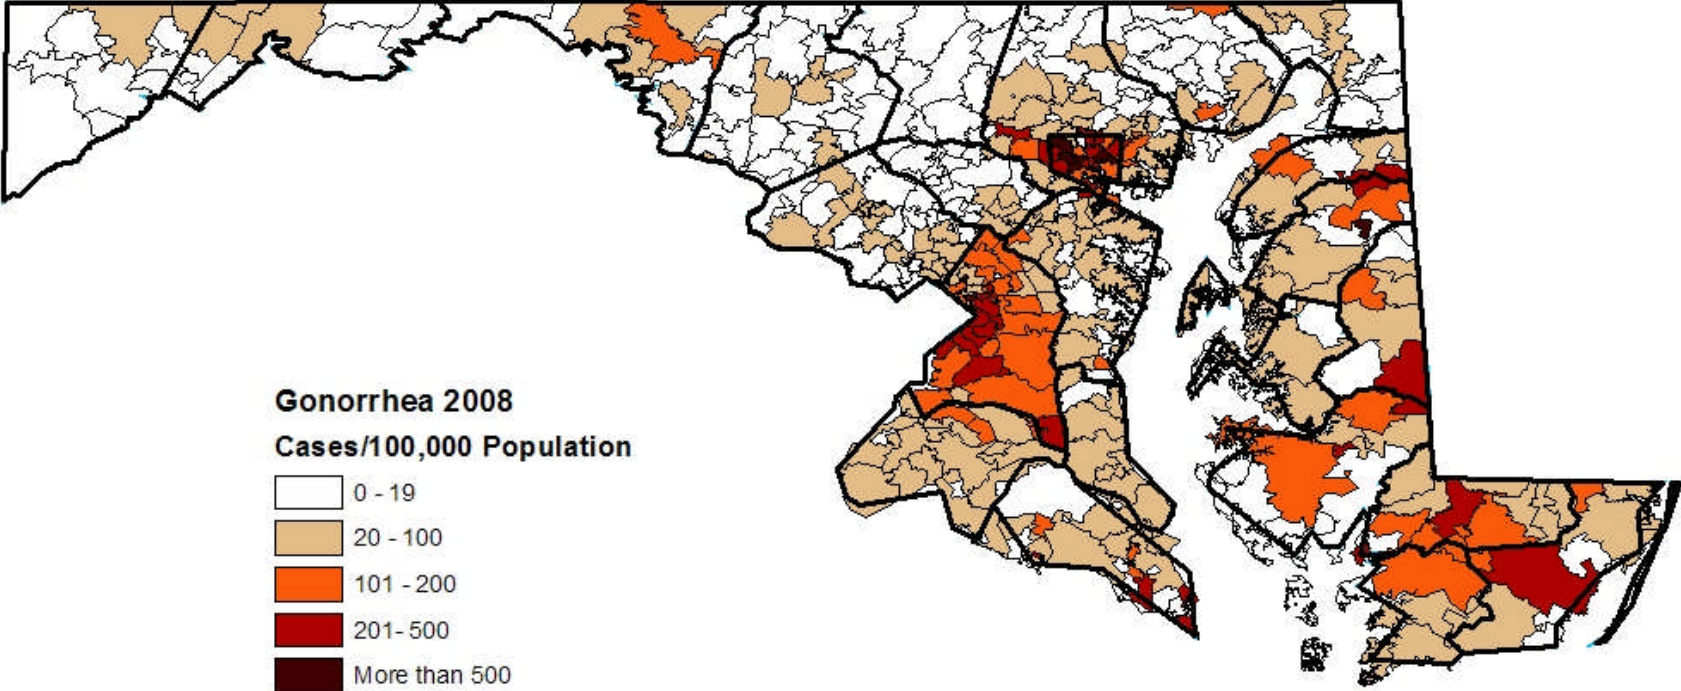 Gonorrhea 2008
Cases/100,000 Population
0 - 19
20 - 100
101 - 200
201- 500
More than 500